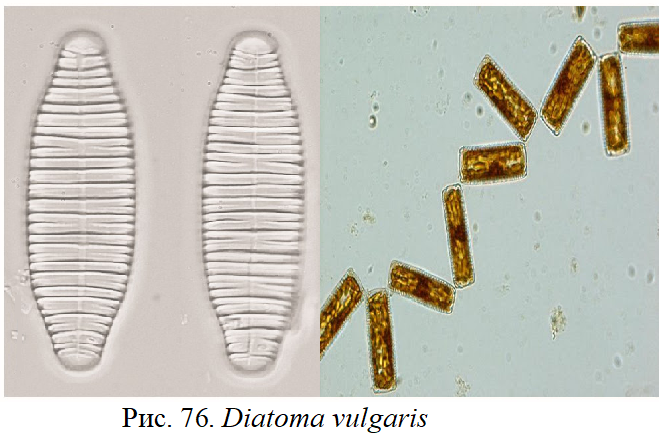 Рис. 76. Diatoma vulgaris